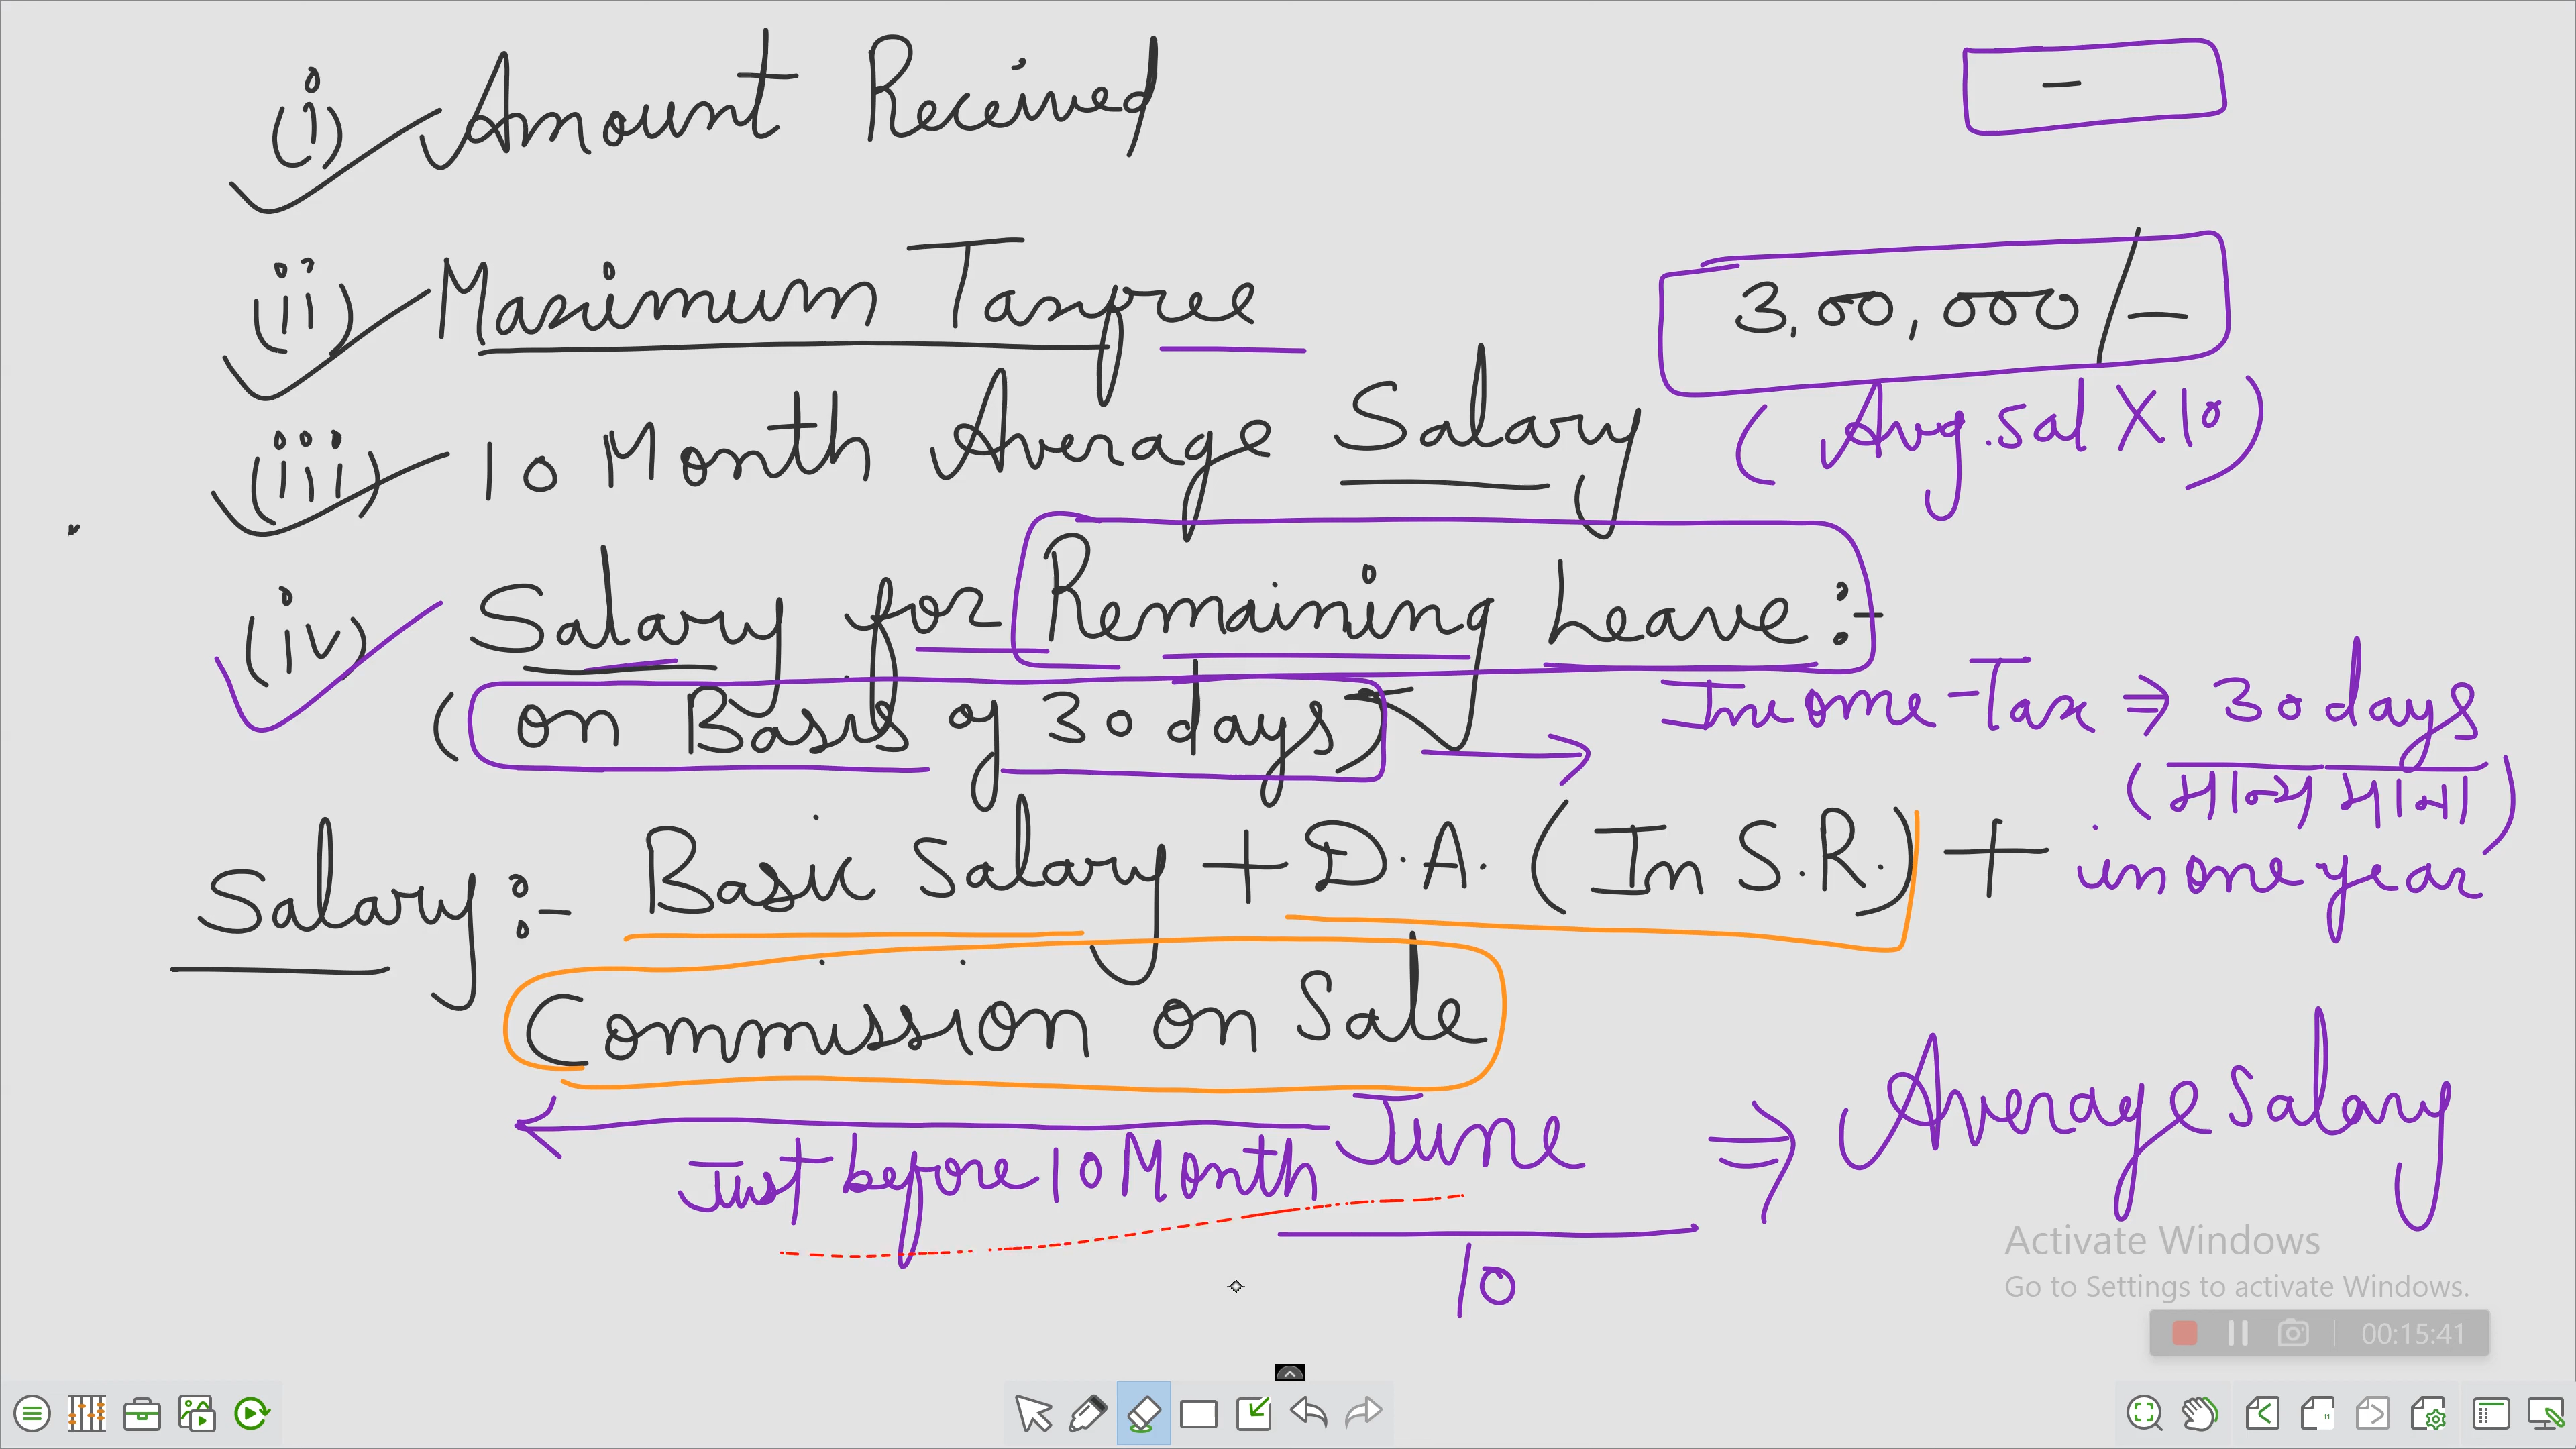 (i) Amount Received —
(ii) Maximum Taxfree 3,00,000/-
(iii) 10 Month Average Salary (Avg. Sal X 10)
(iv) Salary for Remaining Leave :-
(on Basis of 30 days) → Income-Tax ⇒ 30 days
(मान्य माना)
in one year
Salary :- Basic Salary + D.A. (In S.R.) +
Commission on Sale
Just before 10 Month June ⇒ Average Salary
10
Activate Windows
Go to Settings to activate Windows.
00:15:41
11